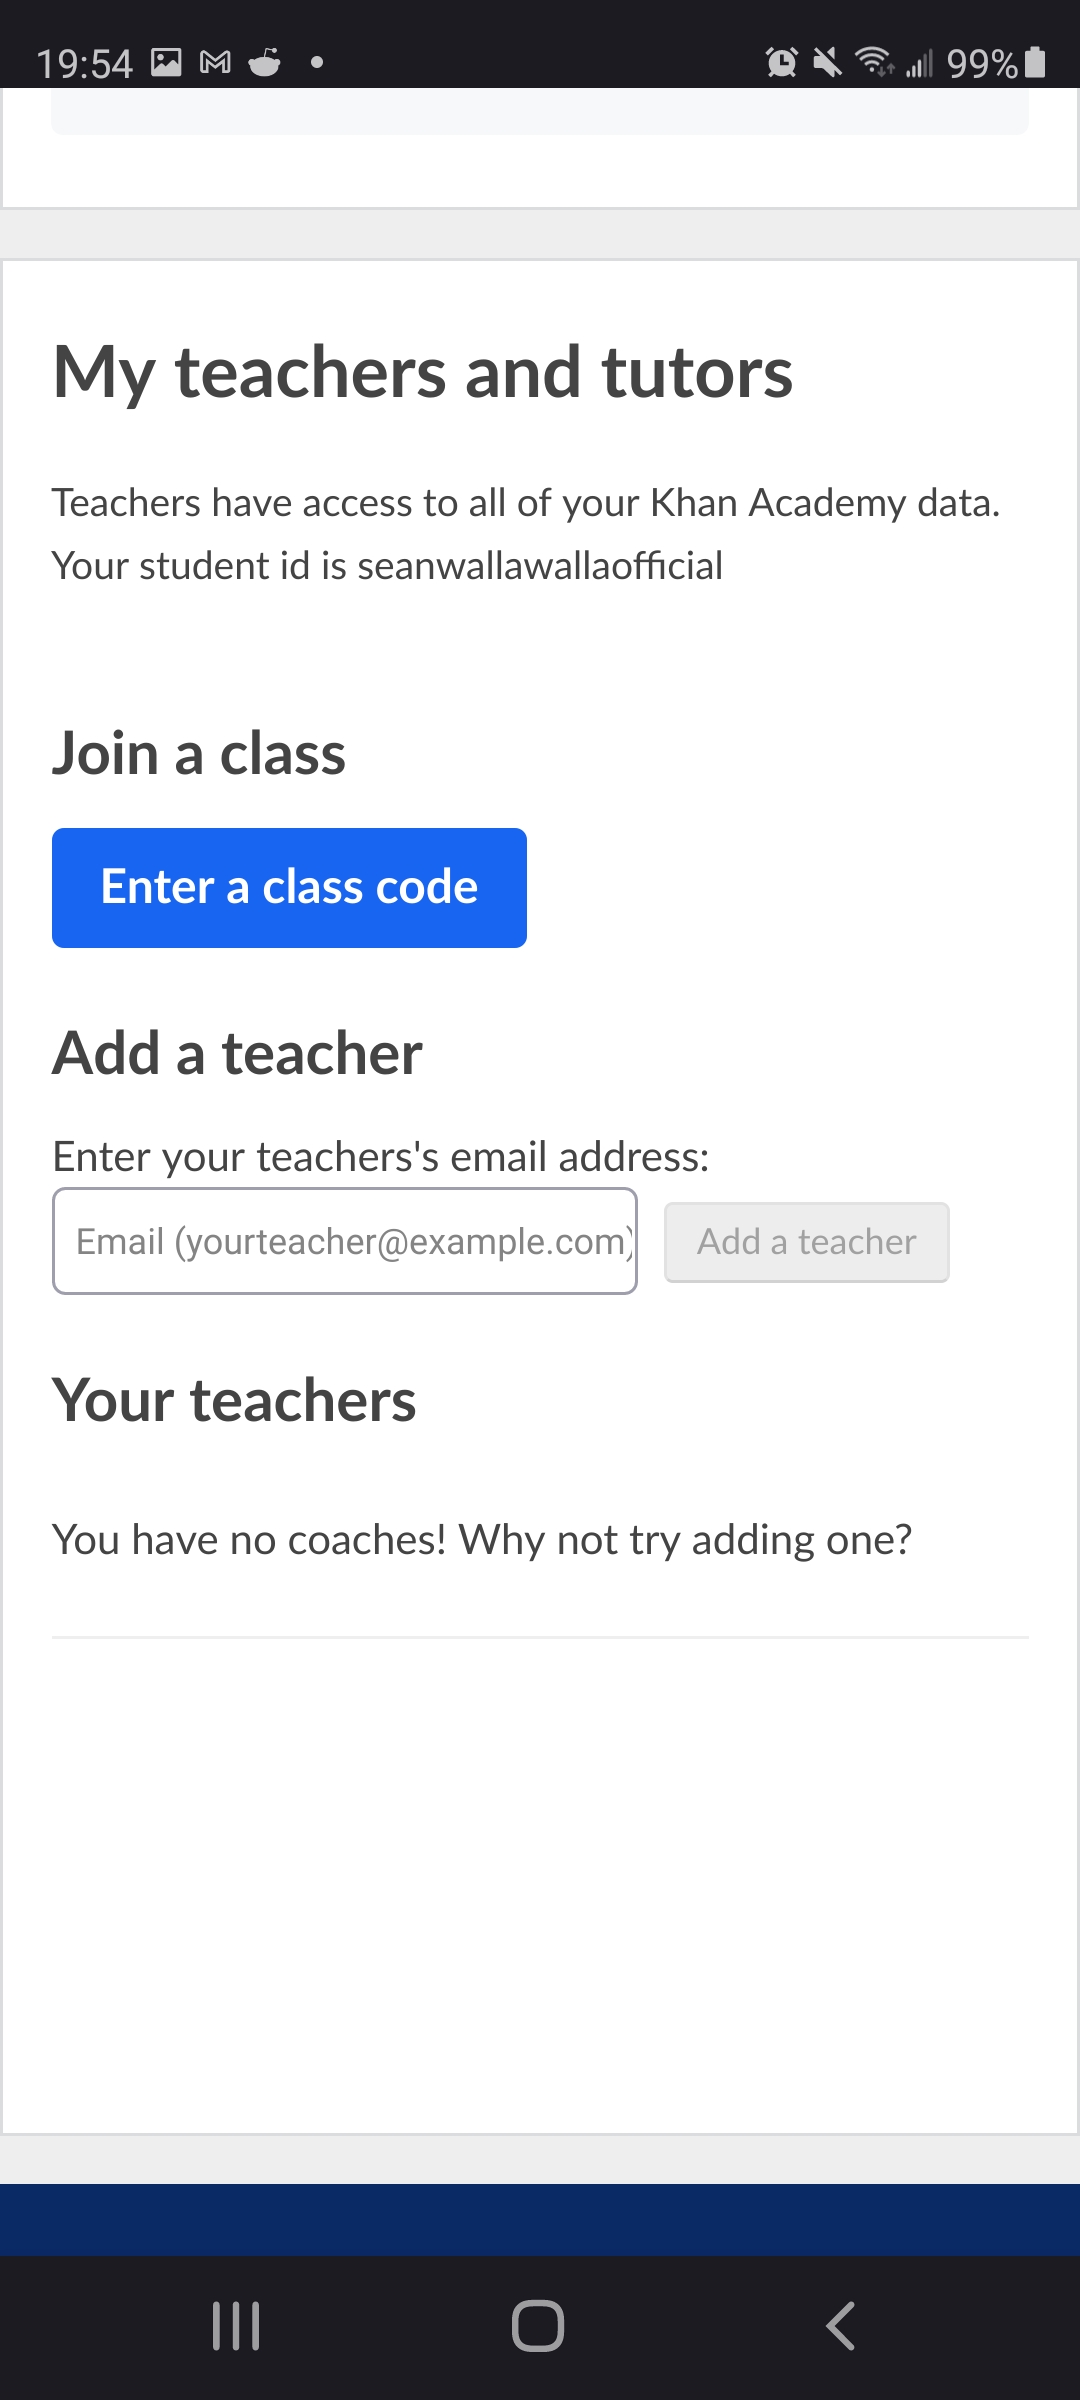 19:54
99%
My teachers and tutors
Teachers have access to all of your Khan Academy data.
Your student id is seanwallawallaofficial
Join a class
Enter a class code
Add a teacher
Enter your teachers's email address:
Email (yourteacher@example.com)
Add a teacher
Your teachers
You have no coaches! Why not try adding one?